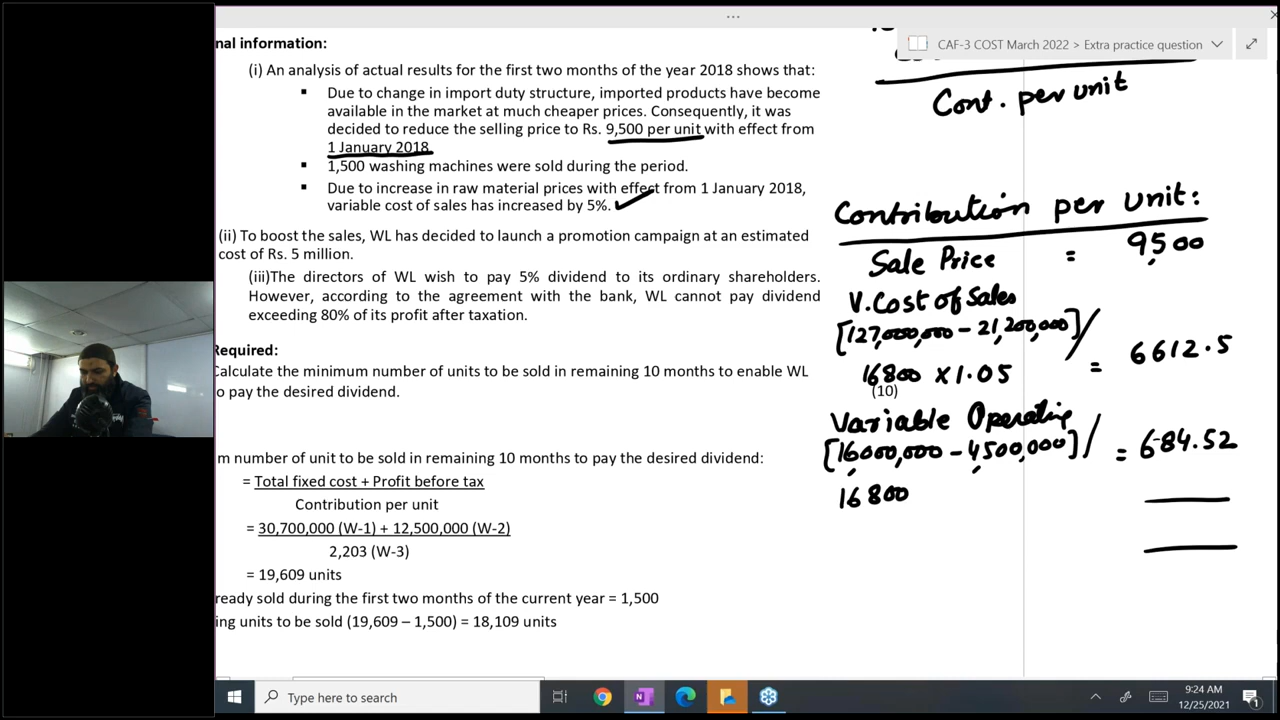 CAF-3 COST March 2022 > Extra practice question
nal information:
(i) An analysis of actual results for the first two months of the year 2018 shows that:
▪ Due to change in import duty structure, imported products have become
available in the market at much cheaper prices. Consequently, it was
decided to reduce the selling price to Rs. 9,500 per unit with effect from
1 January 2018.
▪ 1,500 washing machines were sold during the period.
▪ Due to increase in raw material prices with effect from 1 January 2018,
variable cost of sales has increased by 5%.
(ii) To boost the sales, WL has decided to launch a promotion campaign at an estimated
cost of Rs. 5 million.
(iii)The directors of WL wish to pay 5% dividend to its ordinary shareholders.
However, according to the agreement with the bank, WL cannot pay dividend
exceeding 80% of its profit after taxation.
Required:
Calculate the minimum number of units to be sold in remaining 10 months to enable WL
o pay the desired dividend.
(10)
m number of unit to be sold in remaining 10 months to pay the desired dividend:
= Total fixed cost + Profit before tax
Contribution per unit
= 30,700,000 (W-1) + 12,500,000 (W-2)
2,203 (W-3)
= 19,609 units
ready sold during the first two months of the current year = 1,500
ing units to be sold (19,609 – 1,500) = 18,109 units
Cont. per unit
Contribution per unit:
Sale Price = 9,500
V. Cost of Sales
[127,000,000 - 21,200,000] /
16800 x 1.05 = 6612.5
Variable Operating
[16,000,000 - 4,500,000] / = 684.52
16800
Type here to search
9:24 AM
12/25/2021
1